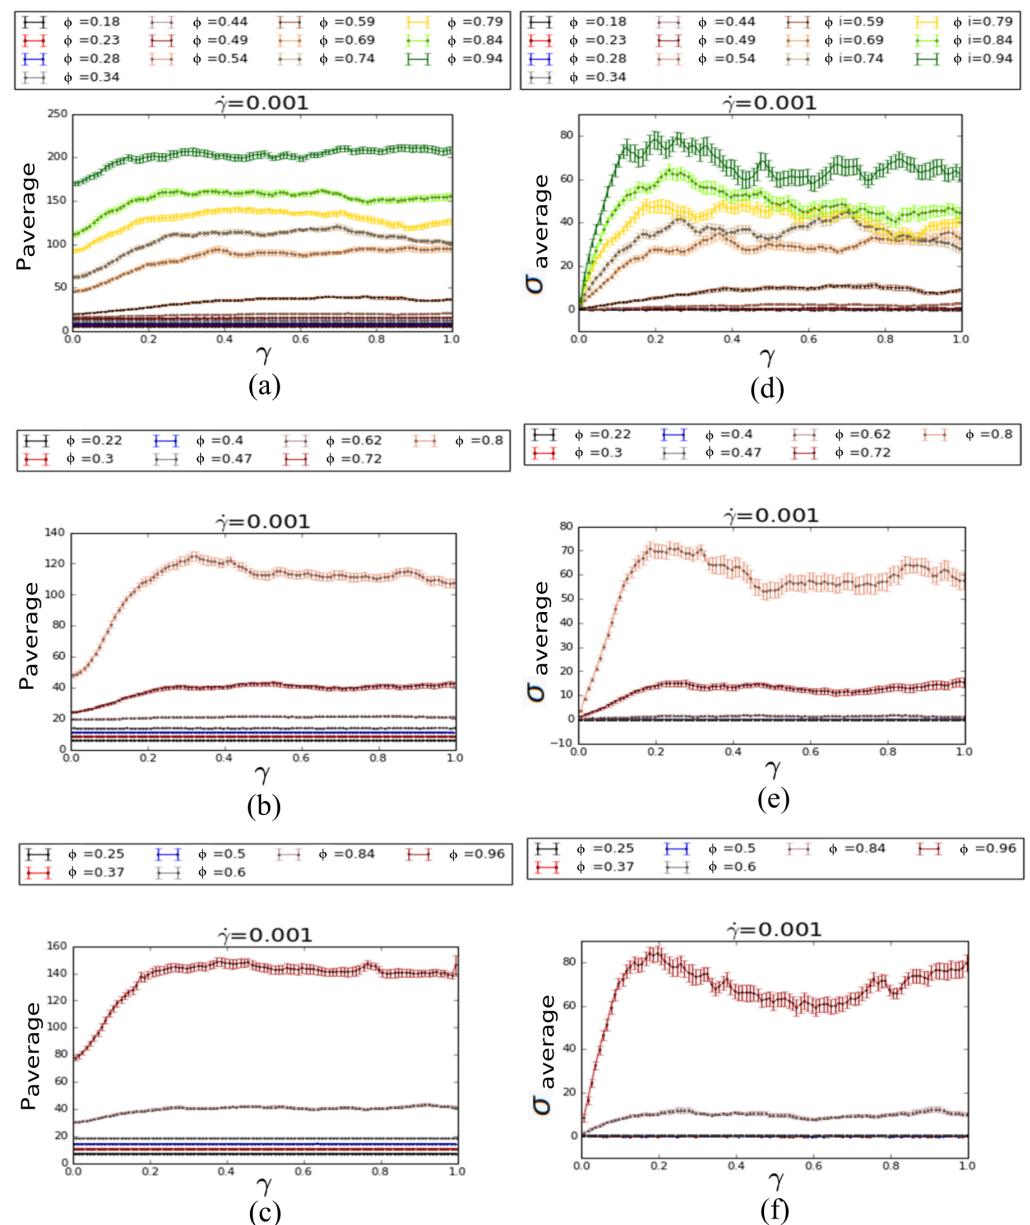 ϕ =0.18 ϕ =0.44 ϕ =0.59 ϕ =0.79
ϕ =0.23 ϕ =0.49 ϕ =0.69 ϕ =0.84
ϕ =0.28 ϕ =0.54 ϕ =0.74 ϕ =0.94
ϕ =0.34
γ̇=0.001
250
200
150
100
50
0
Paverage
0.0 0.2 0.4 0.6 0.8 1.0
γ
(a)
ϕ =0.18 ϕ =0.44 ϕ i=0.59 ϕ i=0.79
ϕ =0.23 ϕ =0.49 ϕ i=0.69 ϕ i=0.84
ϕ =0.28 ϕ =0.54 ϕ i=0.74 ϕ i=0.94
ϕ =0.34
γ̇=0.001
80
60
40
20
0
σ average
0.0 0.2 0.4 0.6 0.8 1.0
γ
(d)
ϕ =0.22 ϕ =0.4 ϕ =0.62 ϕ =0.8
ϕ =0.3 ϕ =0.47 ϕ =0.72
γ̇=0.001
140
120
100
80
60
40
20
0
Paverage
0.0 0.2 0.4 0.6 0.8 1.0
γ
(b)
ϕ =0.22 ϕ =0.4 ϕ =0.62 ϕ =0.8
ϕ =0.3 ϕ =0.47 ϕ =0.72
γ̇=0.001
80
70
60
50
40
30
20
10
0
−10
σ average
0.0 0.2 0.4 0.6 0.8 1.0
γ
(e)
ϕ =0.25 ϕ =0.5 ϕ =0.84 ϕ =0.96
ϕ =0.37 ϕ =0.6
γ̇=0.001
160
140
120
100
80
60
40
20
0
Paverage
0.0 0.2 0.4 0.6 0.8 1.0
γ
(c)
ϕ =0.25 ϕ =0.5 ϕ =0.84 ϕ =0.96
ϕ =0.37 ϕ =0.6
γ̇=0.001
80
60
40
20
0
σ average
0.0 0.2 0.4 0.6 0.8 1.0
γ
(f)